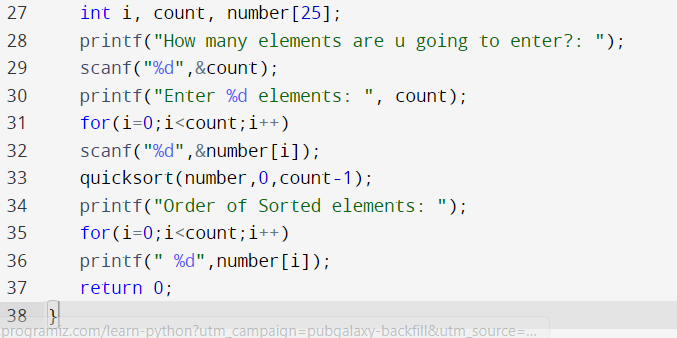 27 int i, count, number[25];
28 printf("How many elements are u going to enter?: ");
29 scanf("%d",&count);
30 printf("Enter %d elements: ", count);
31 for(i=0;i<count;i++)
32 scanf("%d",&number[i]);
33 quicksort(number,0,count-1);
34 printf("Order of Sorted elements: ");
35 for(i=0;i<count;i++)
36 printf(" %d",number[i]);
37 return 0;
38 }
programiz.com/learn-python?utm_campaign=pubgalaxy-backfill&utm_source=...